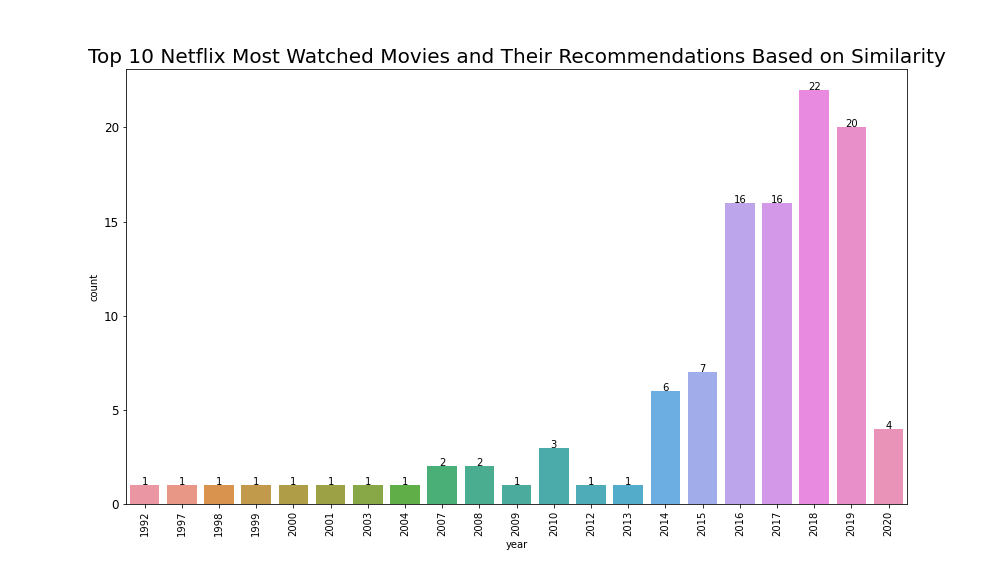 Top 10 Netflix Most Watched Movies and Their Recommendations Based on Similarity
22
20
20
16 16
15
count
10
7
6
5
4
3
2 2
1 1 1 1 1 1 1 1 1 1 1
0
1992 1997 1998 1999 2000 2001 2003 2004 2007 2008 2009 2010 2012 2013 2014 2015 2016 2017 2018 2019 2020
year